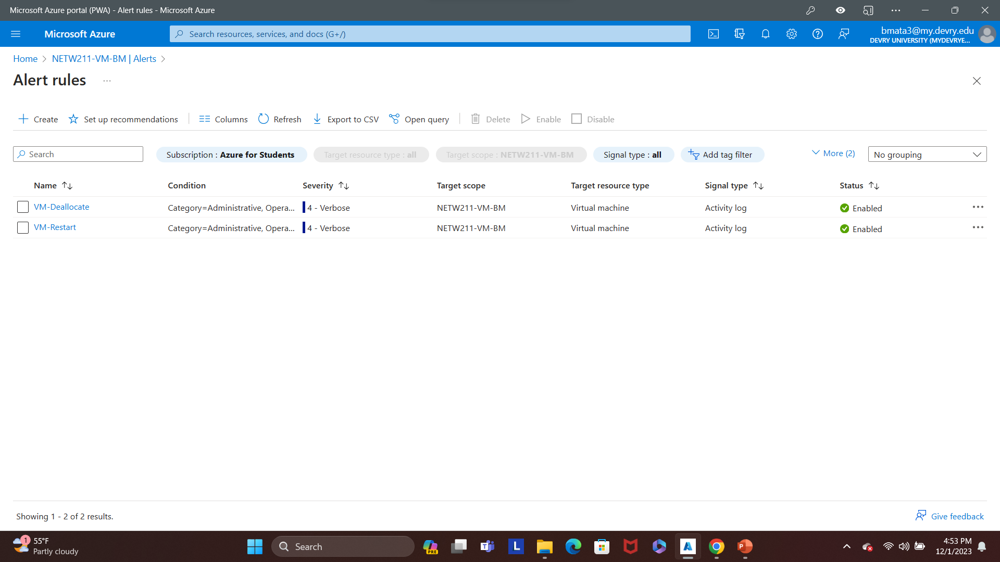 Microsoft Azure portal (PWA) - Alert rules - Microsoft Azure
Microsoft Azure
Search resources, services, and docs (G+/)
bmata3@my.devry.edu
DEVRY UNIVERSITY (MYDEVRYE...
Home > NETW211-VM-BM | Alerts >
Alert rules ...
Create Set up recommendations Columns Refresh Export to CSV Open query Delete Enable Disable
Search Subscription : Azure for Students Target resource type : all Target scope : NETW211-VM-BM Signal type : all Add tag filter More (2) No grouping
Name Condition Severity Target scope Target resource type Signal type Status
VM-Deallocate Category=Administrative, Opera... 4 - Verbose NETW211-VM-BM Virtual machine Activity log Enabled
VM-Restart Category=Administrative, Opera... 4 - Verbose NETW211-VM-BM Virtual machine Activity log Enabled
Showing 1 - 2 of 2 results.
Give feedback
1
55°F
Partly cloudy
Search
PRE
T
L
A
P
4:53 PM
12/1/2023